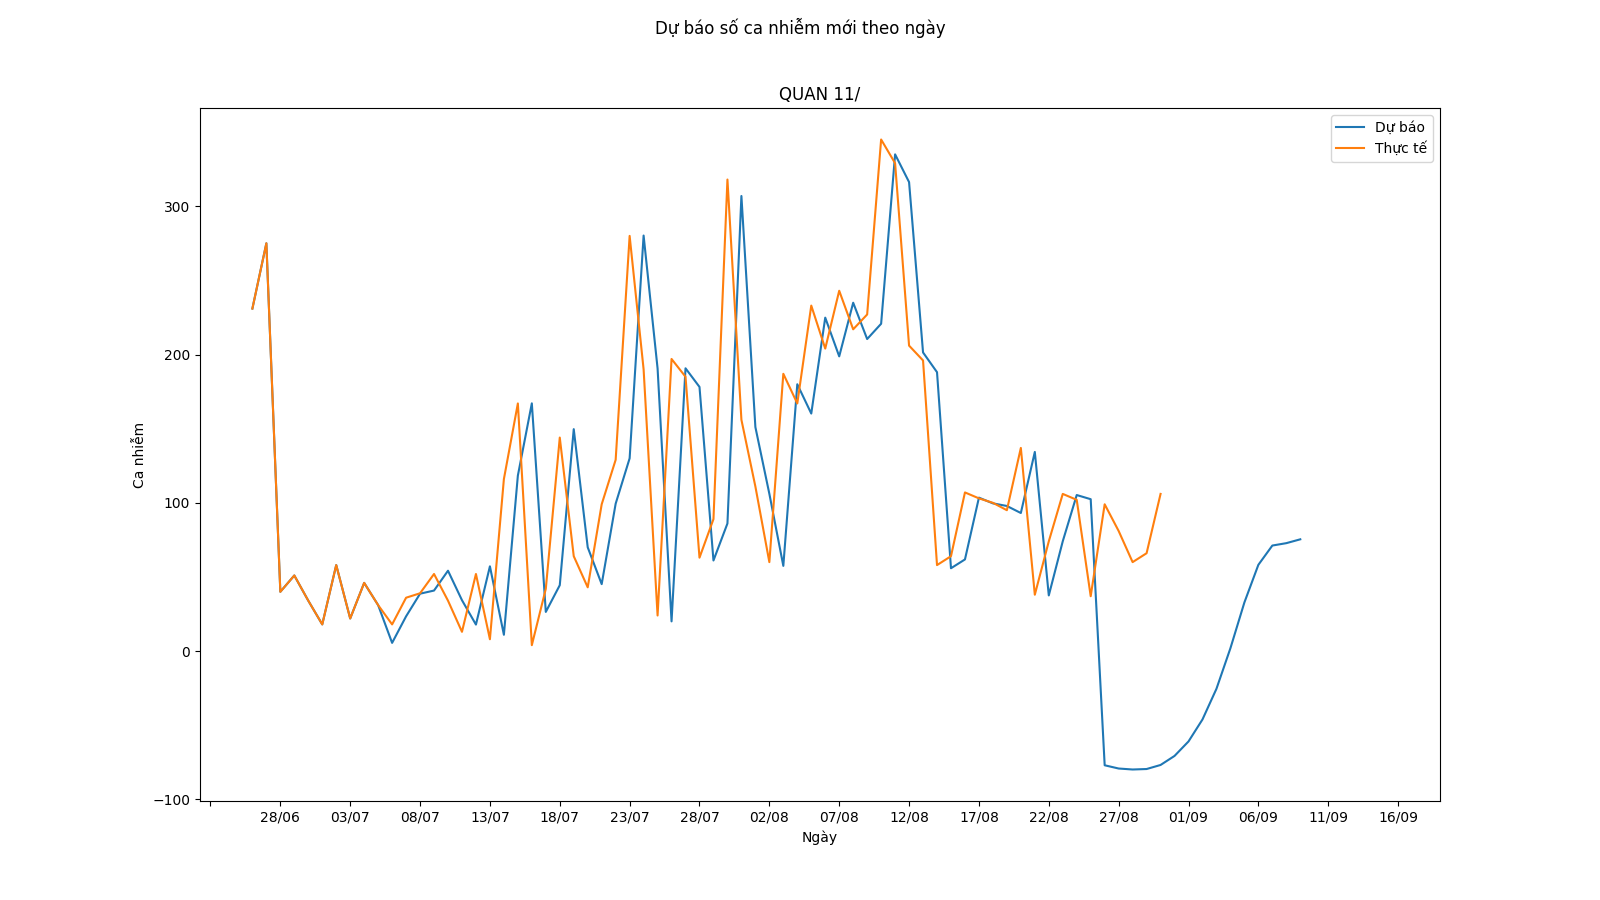 Dự báo số ca nhiễm mới theo ngày
QUAN 11/
Dự báo
Thực tế
Ca nhiễm
300
200
100
0
−100
28/06 03/07 08/07 13/07 18/07 23/07 28/07 02/08 07/08 12/08 17/08 22/08 27/08 01/09 06/09 11/09 16/09
Ngày